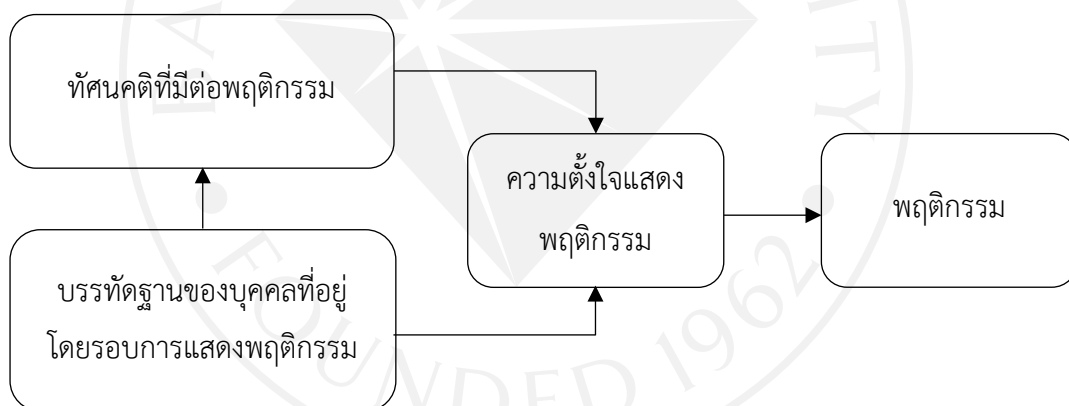 ทัศนคติที่มีต่อพฤติกรรม
ความตั้งใจแสดง
พฤติกรรม
พฤติกรรม
บรรทัดฐานของบุคคลที่อยู่
โดยรอบการแสดงพฤติกรรม
FOUNDED 1962